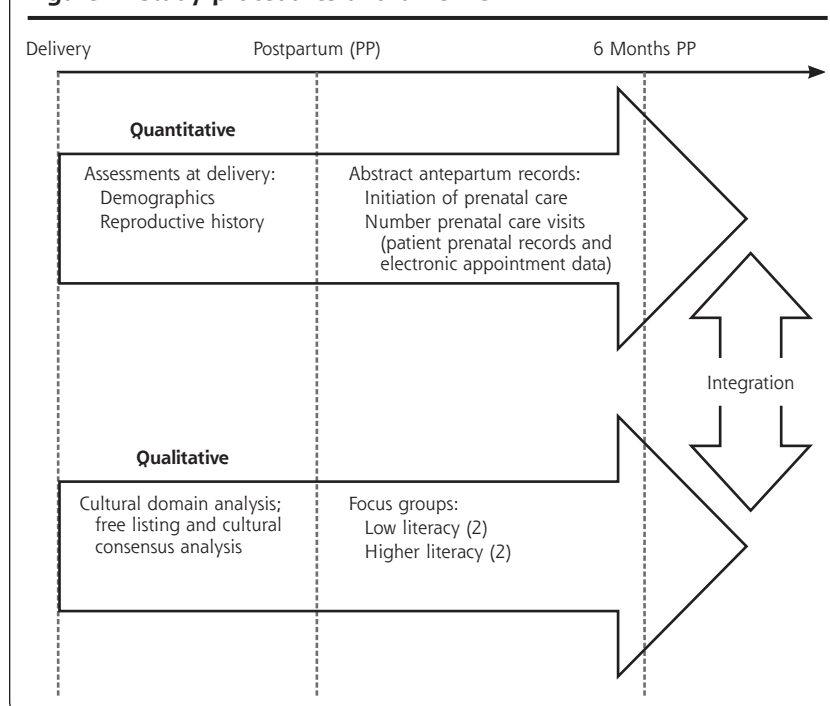 Delivery
Postpartum (PP)
6 Months PP
Quantitative
Assessments at delivery:
Demographics
Reproductive history
Abstract antepartum records:
Initiation of prenatal care
Number prenatal care visits
(patient prenatal records and
electronic appointment data)
Integration
Qualitative
Cultural domain analysis;
free listing and cultural
consensus analysis
Focus groups:
Low literacy (2)
Higher literacy (2)